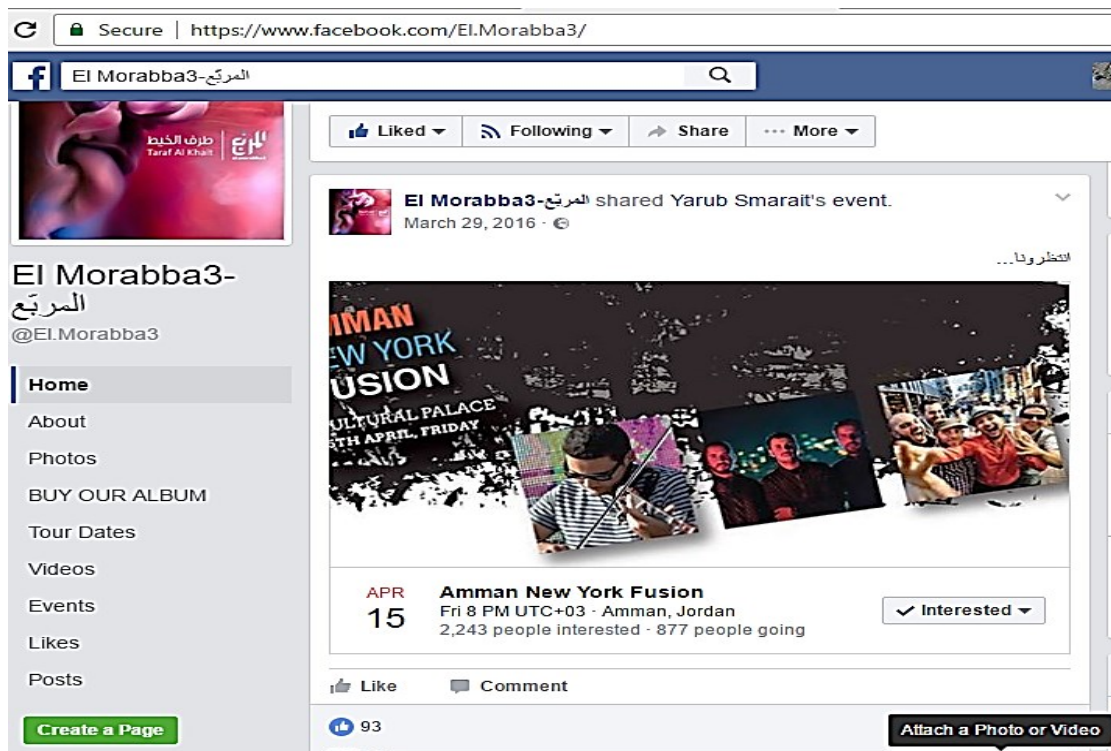 Secure | https://www.facebook.com/El.Morabba3/
El Morabba3-المربّع
طرف الخيط | المربع
Taraf Al Khait
Liked
Following
Share
... More
El Morabba3-المربّع shared Yarub Smarait's event.
March 29, 2016 ·
انتظرونا...
El Morabba3-
المربّع
@El.Morabba3
Home
About
Photos
BUY OUR ALBUM
Tour Dates
Videos
Events
Likes
Posts
Create a Page
MMAN
EW YORK
USION
ULTURAL PALACE
5TH APRIL, FRIDAY
APR
15
Amman New York Fusion
Fri 8 PM UTC+03 · Amman, Jordan
2,243 people interested · 877 people going
Interested
Like
Comment
93
Attach a Photo or Video